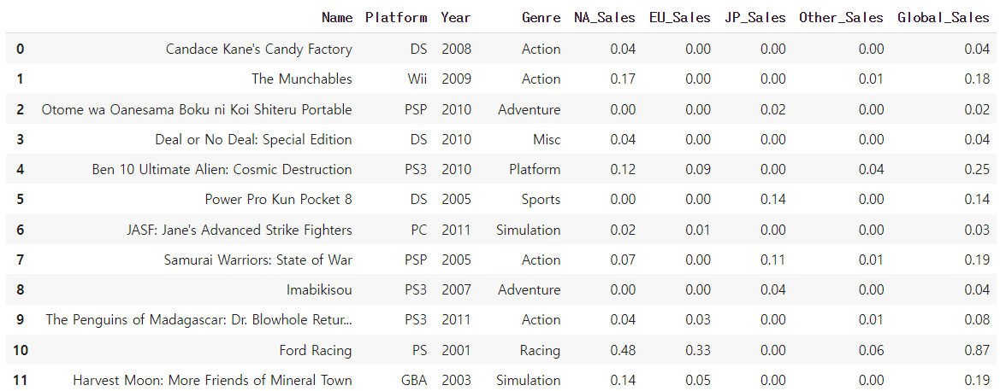 Name Platform Year Genre NA_Sales EU_Sales JP_Sales Other_Sales Global_Sales
0 Candace Kane's Candy Factory DS 2008 Action 0.04 0.00 0.00 0.00 0.04
1 The Munchables Wii 2009 Action 0.17 0.00 0.00 0.01 0.18
2 Otome wa Oanesama Boku ni Koi Shiteru Portable PSP 2010 Adventure 0.00 0.00 0.02 0.00 0.02
3 Deal or No Deal: Special Edition DS 2010 Misc 0.04 0.00 0.00 0.00 0.04
4 Ben 10 Ultimate Alien: Cosmic Destruction PS3 2010 Platform 0.12 0.09 0.00 0.04 0.25
5 Power Pro Kun Pocket 8 DS 2005 Sports 0.00 0.00 0.14 0.00 0.14
6 JASF: Jane's Advanced Strike Fighters PC 2011 Simulation 0.02 0.01 0.00 0.00 0.03
7 Samurai Warriors: State of War PSP 2005 Action 0.07 0.00 0.11 0.01 0.19
8 Imabikisou PS3 2007 Adventure 0.00 0.00 0.04 0.00 0.04
9 The Penguins of Madagascar: Dr. Blowhole Retur... PS3 2011 Action 0.04 0.03 0.00 0.01 0.08
10 Ford Racing PS 2001 Racing 0.48 0.33 0.00 0.06 0.87
11 Harvest Moon: More Friends of Mineral Town GBA 2003 Simulation 0.14 0.05 0.00 0.00 0.19